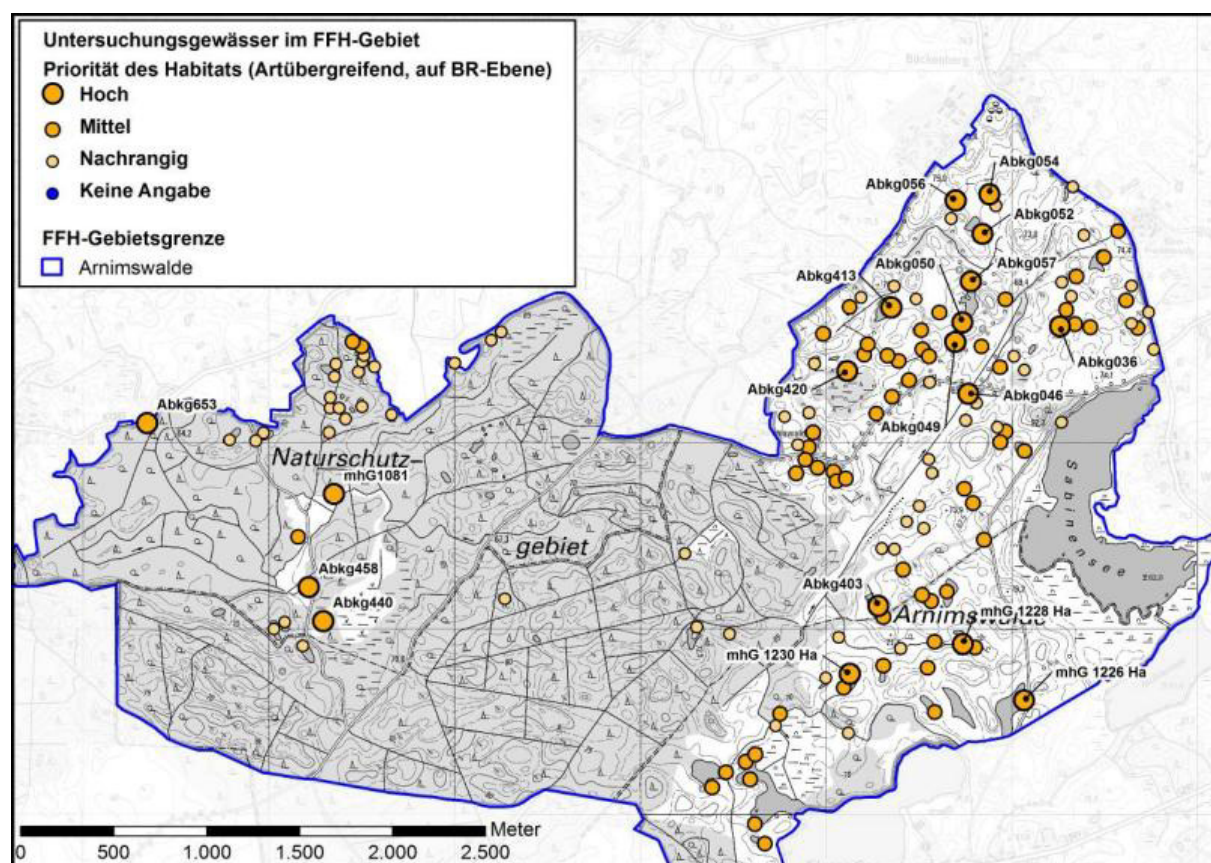 Untersuchungsgewässer im FFH-Gebiet
Priorität des Habitats (Artübergreifend, auf BR-Ebene)
Hoch
Mittel
Nachrangig
Keine Angabe
FFH-Gebietsgrenze
Arnimswalde
Bückenberg
Abkg054
Abkg056
Abkg052
Abkg050
Abkg057
Abkg413
Abkg036
Abkg420
Abkg046
Abkg049
Abkg653
Naturschutz-
mhG1081
gebiet
Sabinensee
Abkg458
Abkg403
Abkg440
Arnimswalde
mhG 1228 Ha
mhG 1230 Ha
mhG 1226 Ha
Meter
0 500 1.000 1.500 2.000 2.500